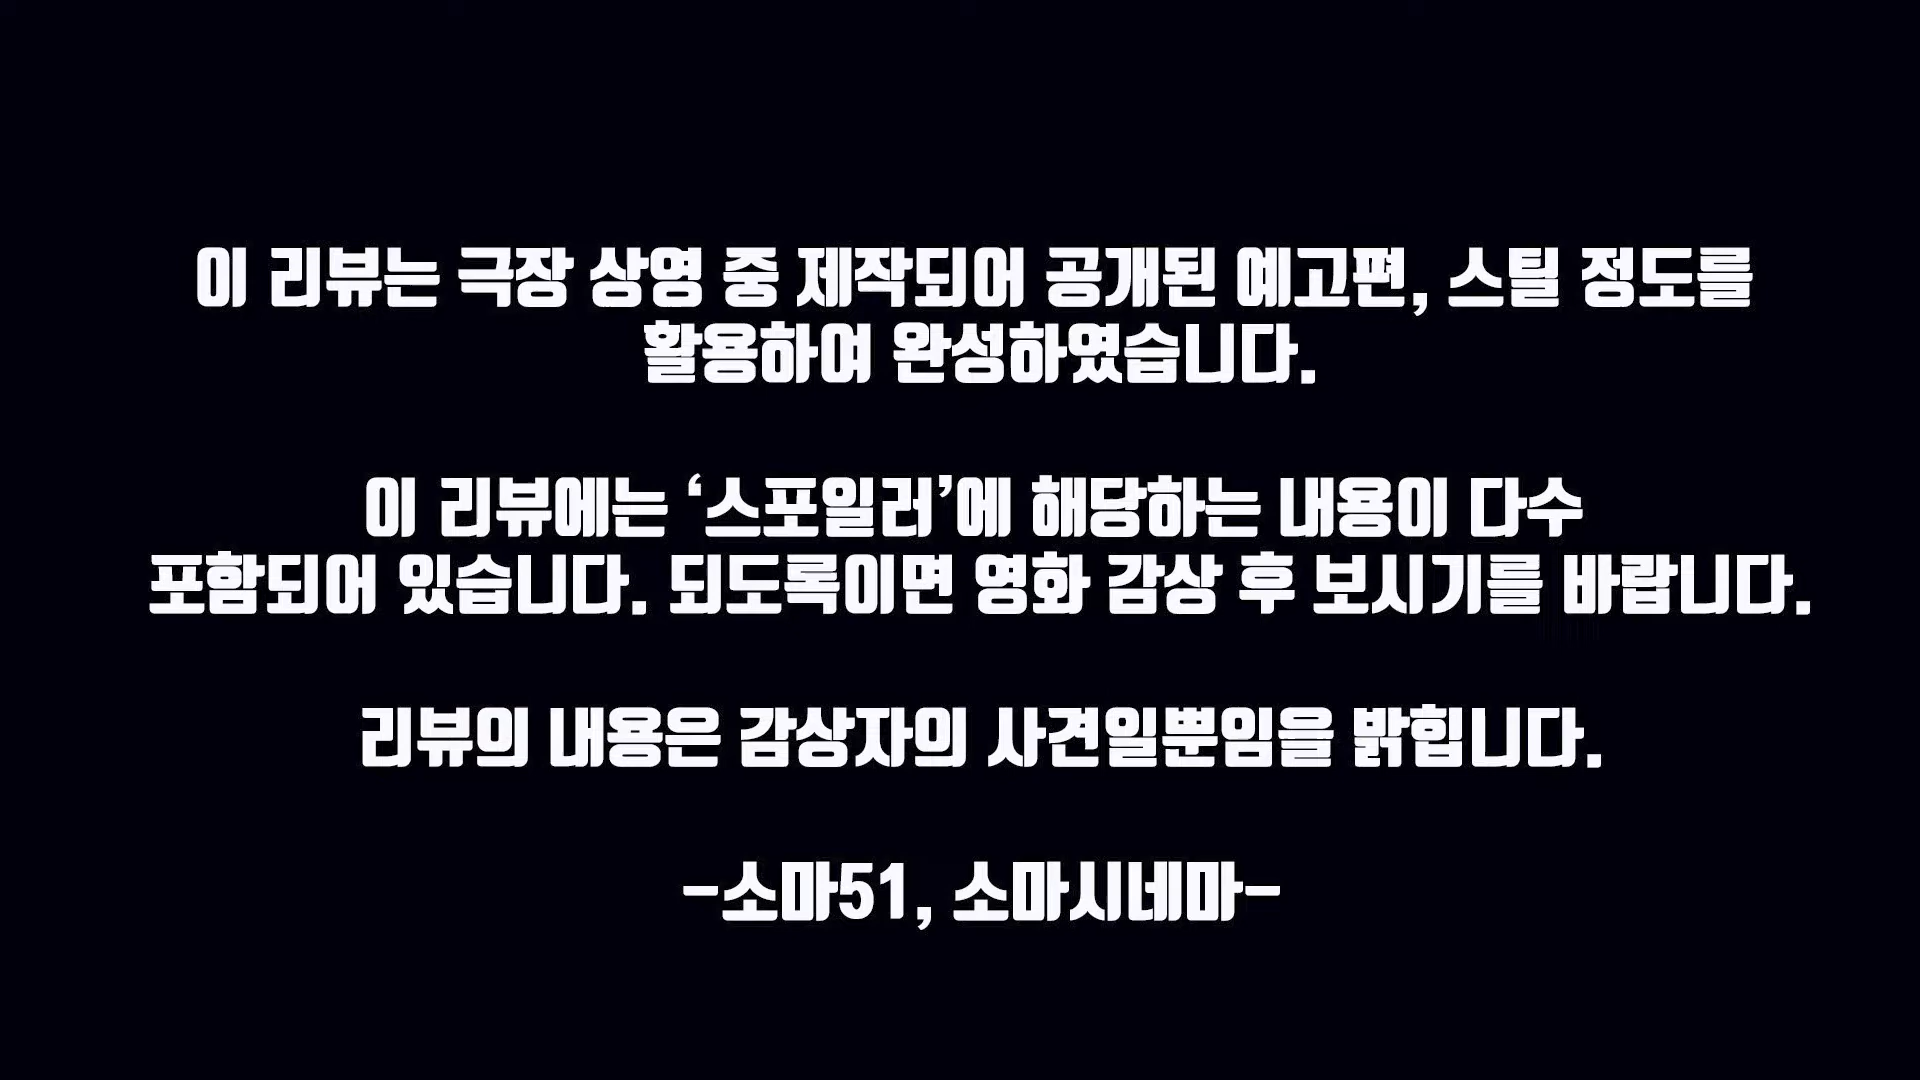 이 리뷰는 극장 상영 중 제작되어 공개된 예고편, 스틸 정도를
활용하여 완성하였습니다.
이 리뷰에는 ‘스포일러’에 해당하는 내용이 다수
포함되어 있습니다. 되도록이면 영화 감상 후 보시기를 바랍니다.
리뷰의 내용은 감상자의 사견일뿐임을 밝힙니다.
-소마51, 소마시네마-